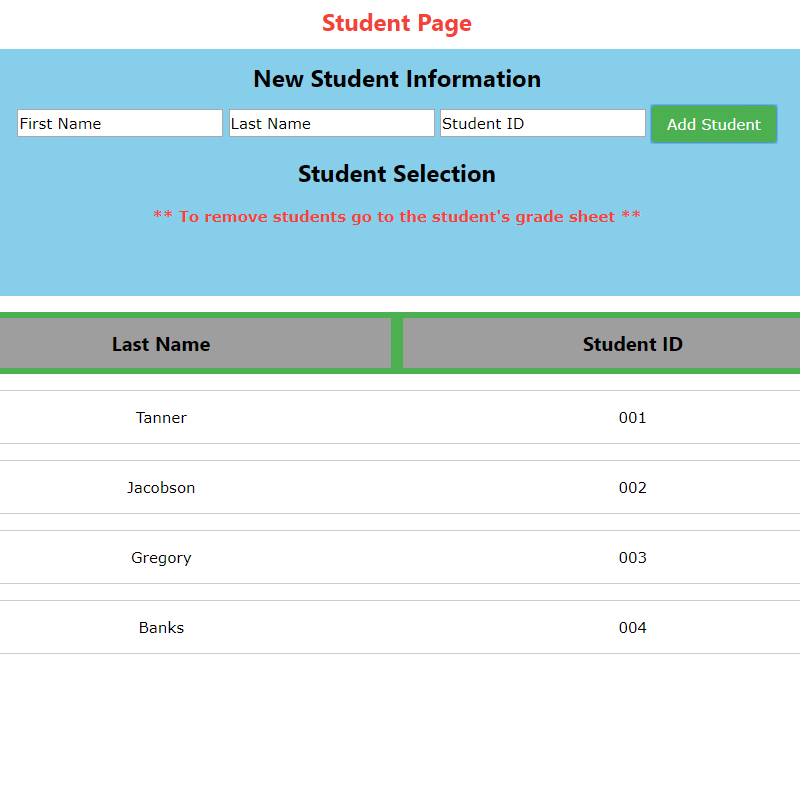 Student Page
New Student Information
First Name Last Name Student ID Add Student
Student Selection
** To remove students go to the student's grade sheet **
Last Name Student ID
Tanner 001
Jacobson 002
Gregory 003
Banks 004